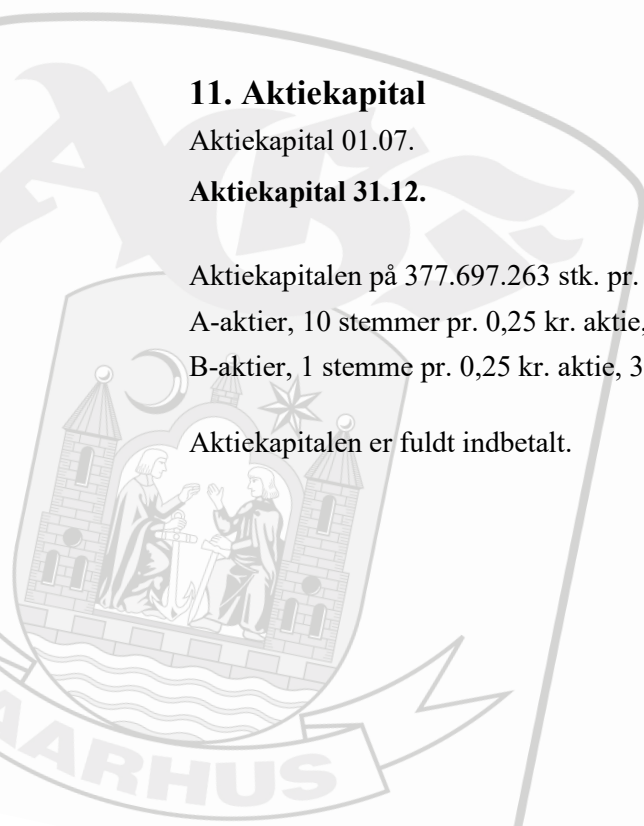 AGF
11. Aktiekapital
Aktiekapital 01.07.
Aktiekapital 31.12.
Aktiekapitalen på 377.697.263 stk. pr.
A-aktier, 10 stemmer pr. 0,25 kr. aktie,
B-aktier, 1 stemme pr. 0,25 kr. aktie, 3
Aktiekapitalen er fuldt indbetalt.
AARHUS